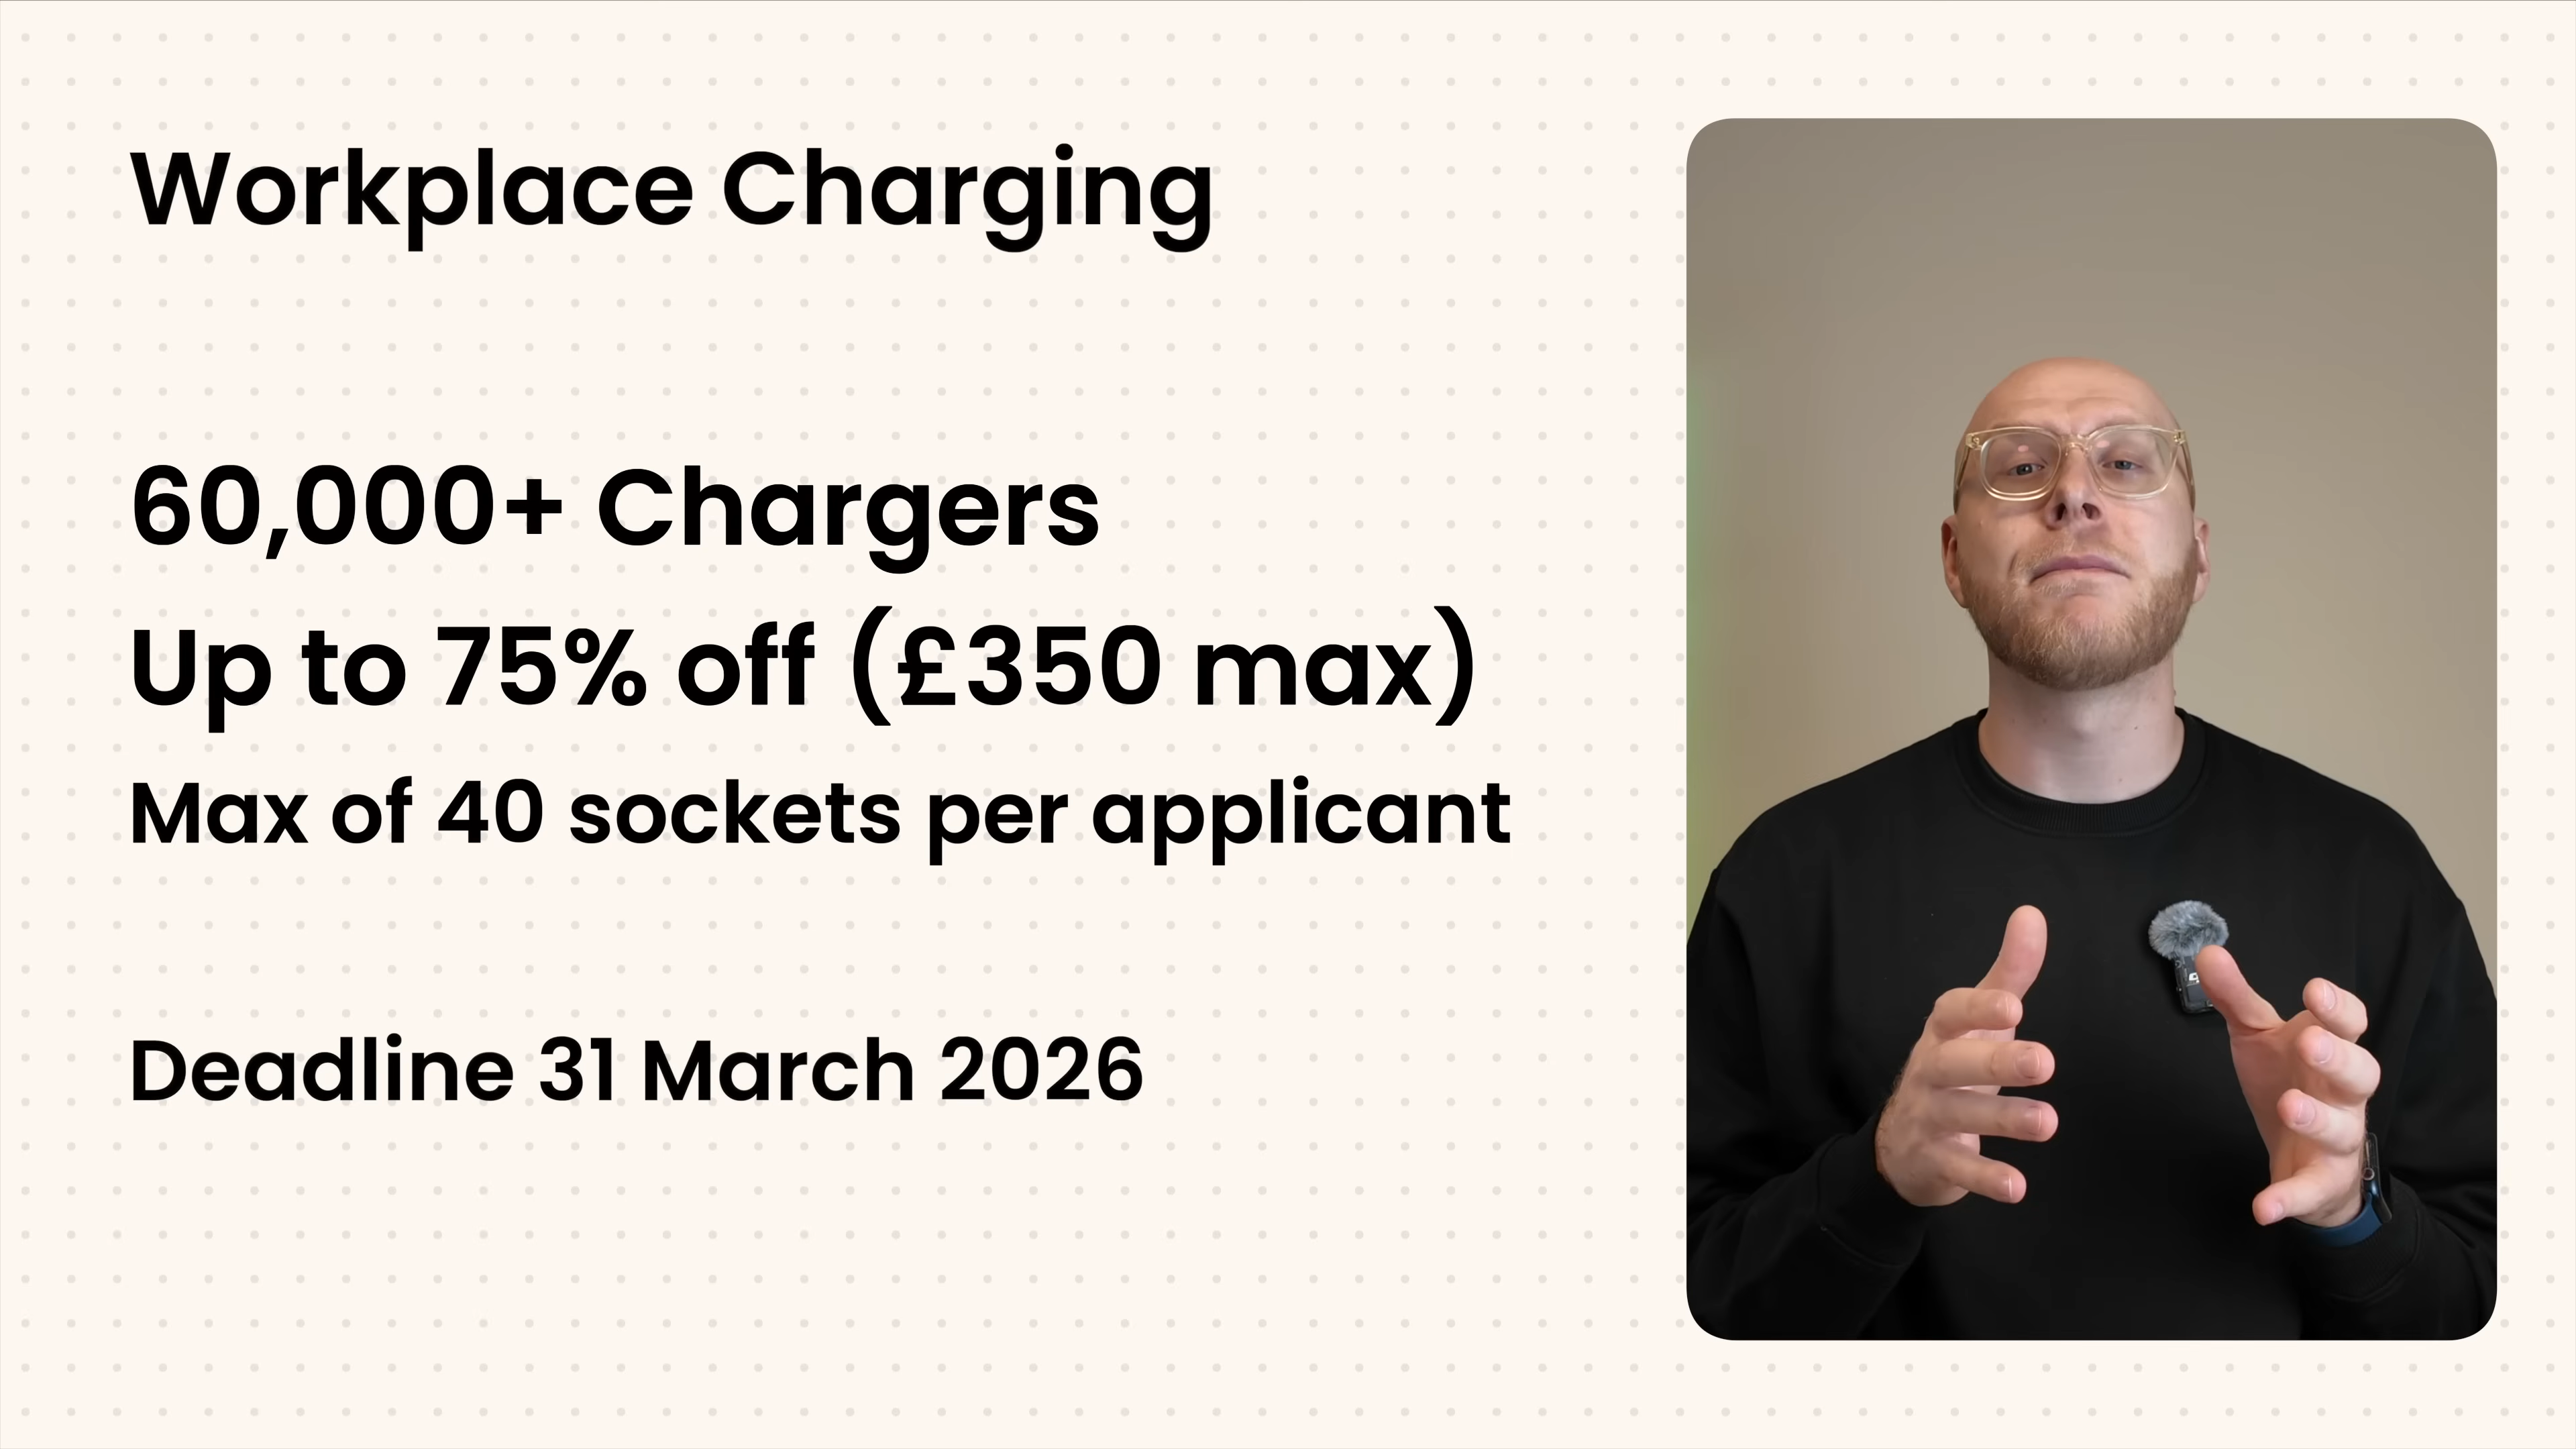 Workplace Charging
60,000+ Chargers
Up to 75% off (£350 max)
Max of 40 sockets per applicant
Deadline 31 March 2026